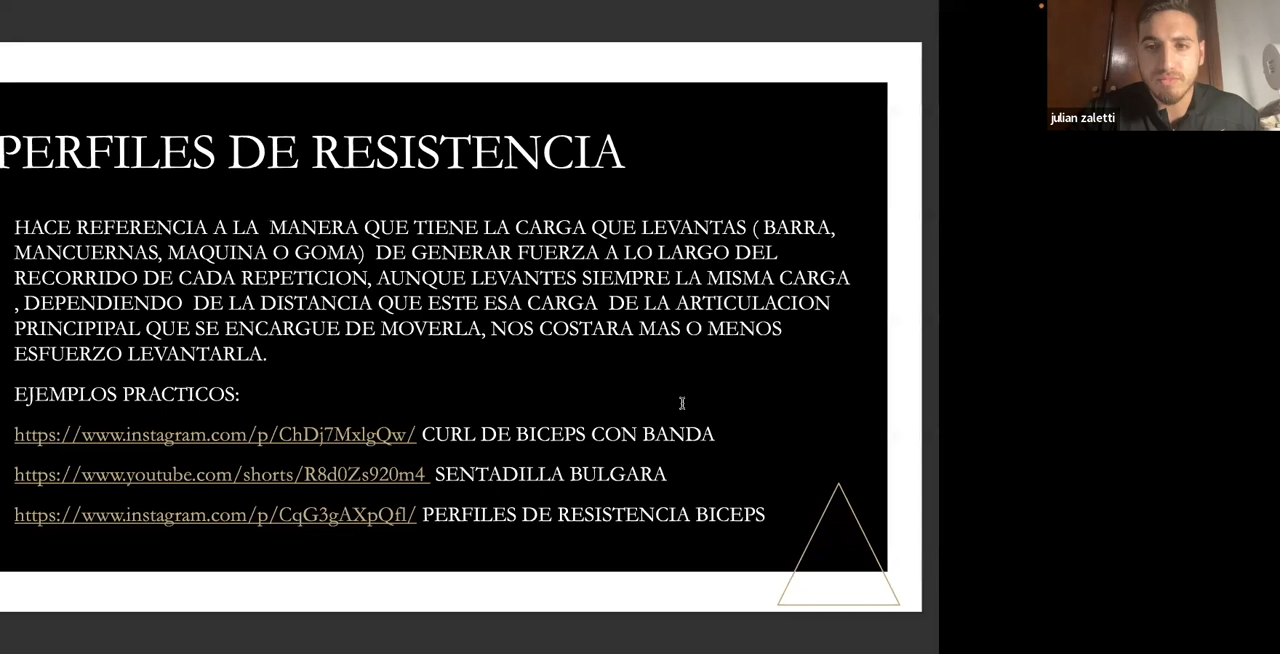 PERFILES DE RESISTENCIA
HACE REFERENCIA A LA MANERA QUE TIENE LA CARGA QUE LEVANTAS ( BARRA,
MANCUERNAS, MAQUINA O GOMA) DE GENERAR FUERZA A LO LARGO DEL
RECORRIDO DE CADA REPETICION, AUNQUE LEVANTES SIEMPRE LA MISMA CARGA
, DEPENDIENDO DE LA DISTANCIA QUE ESTE ESA CARGA DE LA ARTICULACION
PRINCIPIPAL QUE SE ENCARGUE DE MOVERLA, NOS COSTARA MAS O MENOS
ESFUERZO LEVANTARLA.
EJEMPLOS PRACTICOS:
https://www.instagram.com/p/ChDj7MxlgQw/ CURL DE BICEPS CON BANDA
https://www.youtube.com/shorts/R8d0Zs920m4 SENTADILLA BULGARA
https://www.instagram.com/p/CqG3gAXpQfl/ PERFILES DE RESISTENCIA BICEPS
julian zaletti